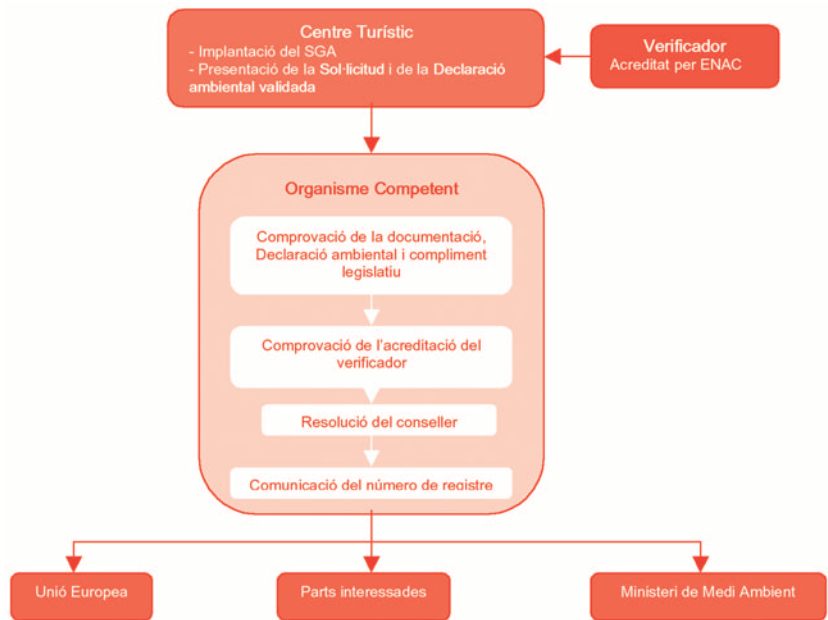 Centre Turístic
- Implantació del SGA
- Presentació de la Sol·licitud i de la Declaració
ambiental validada
Verificador
Acreditat per ENAC
Organisme Competent
Comprovació de la documentació,
Declaració ambiental i compliment
legislatiu
Comprovació de l'acreditació del
verificador
Resolució del conseller
Comunicació del número de registre
Unió Europea
Parts interessades
Ministeri de Medi Ambient